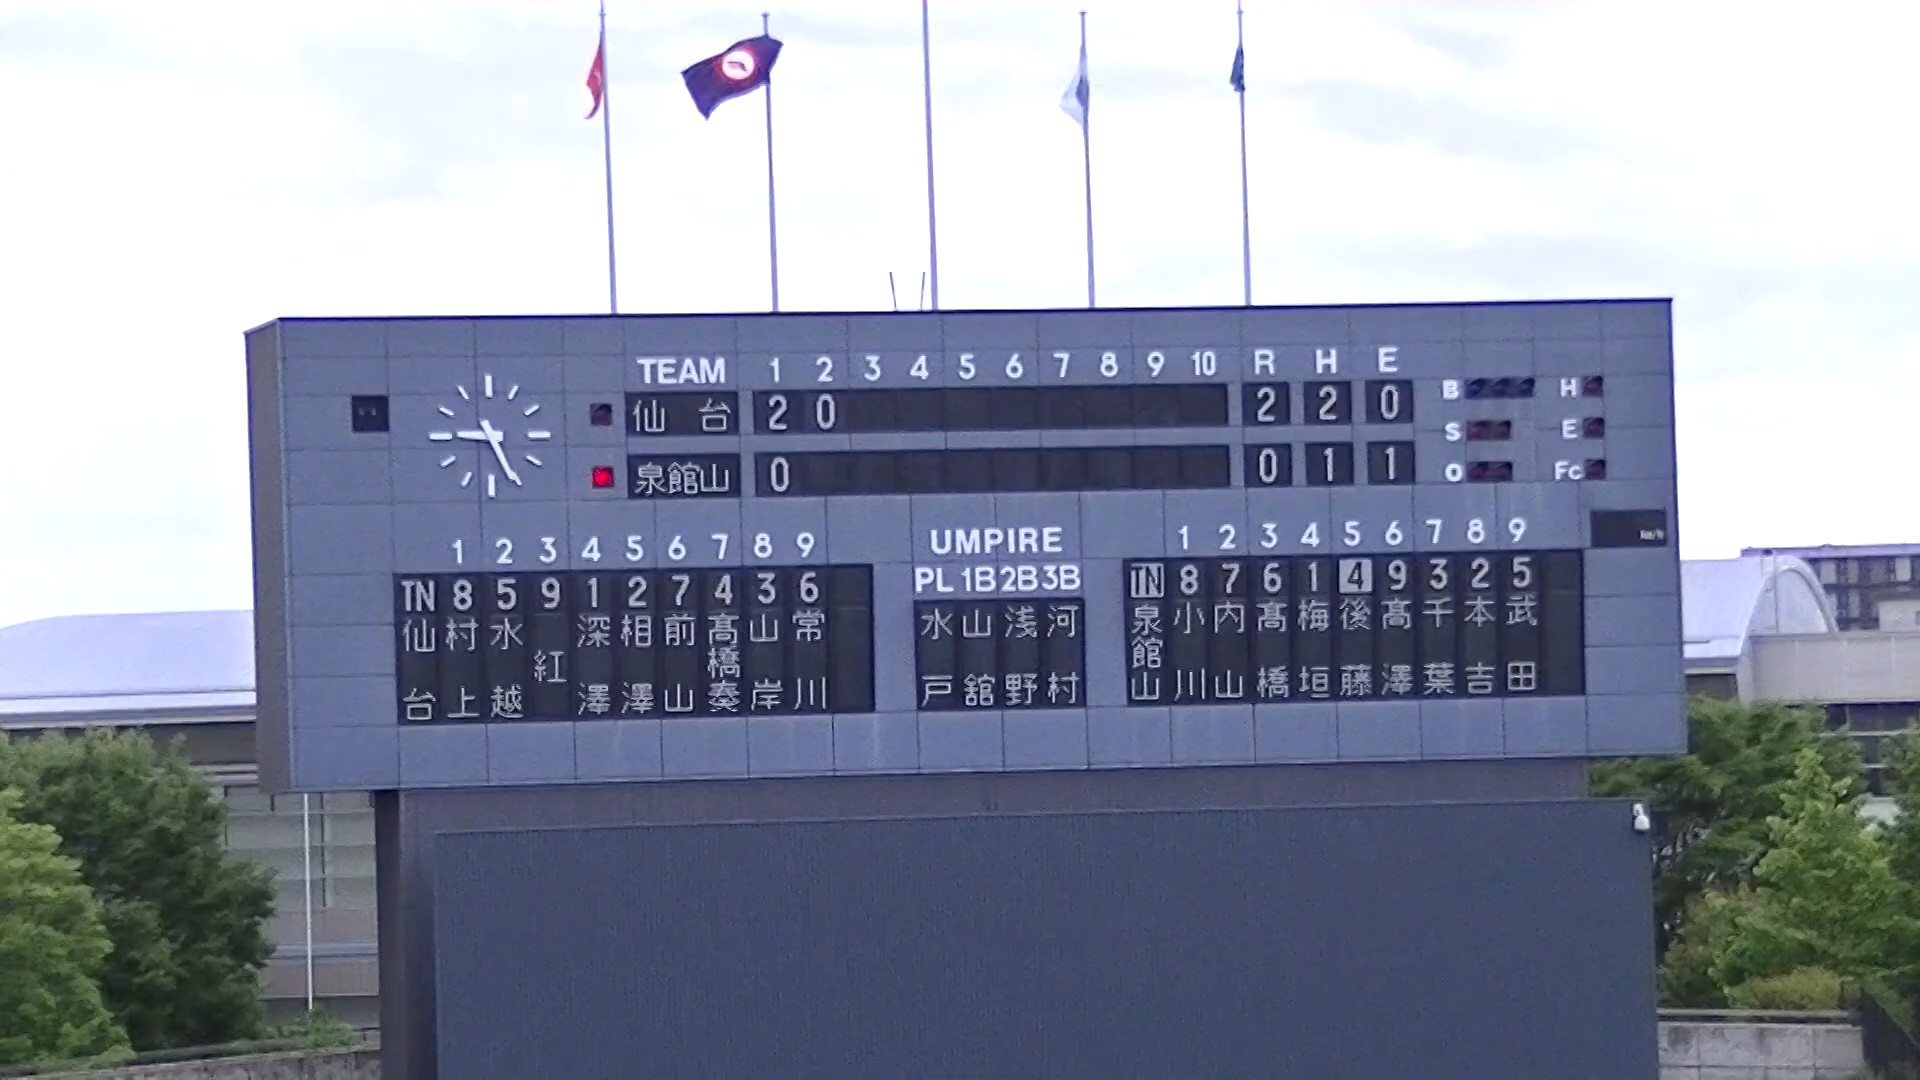 TEAM 1 2 3 4 5 6 7 8 9 10 R H E
仙台 2 0 2 2 0
泉館山 0 0 1 1
B H
S E
O Fc
1 2 3 4 5 6 7 8 9
TN 8 5 9 1 2 7 4 3 6
仙台 村上 水越 紅 深澤 相澤 前山 髙橋奏 山岸 常川
UMPIRE
PL 1B 2B 3B
水戸 山舘 浅野 河村
1 2 3 4 5 6 7 8 9
TN 8 7 6 1 4 9 3 2 5
泉館山 小川 内山 髙橋 梅垣 後藤 髙澤 千葉 本吉 武田
km/h